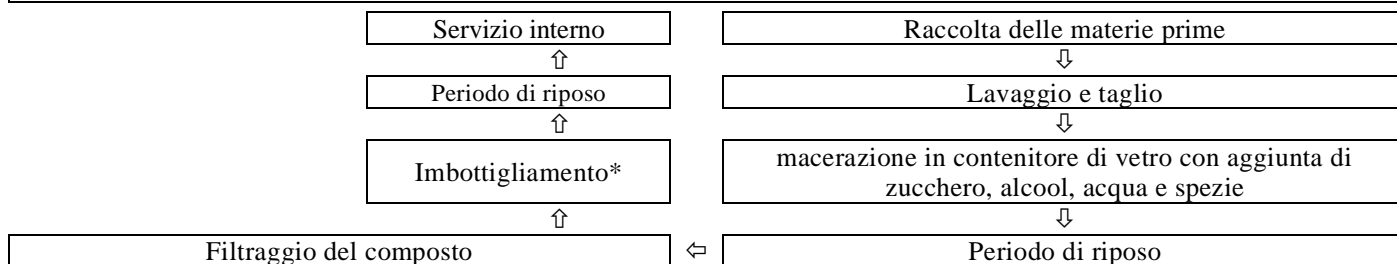 Servizio interno
Raccolta delle materie prime
⇧
⇩
Periodo di riposo
Lavaggio e taglio
⇧
⇩
Imbottigliamento*
macerazione in contenitore di vetro con aggiunta di
zucchero, alcool, acqua e spezie
⇧
⇩
Filtraggio del composto
⇦
Periodo di riposo